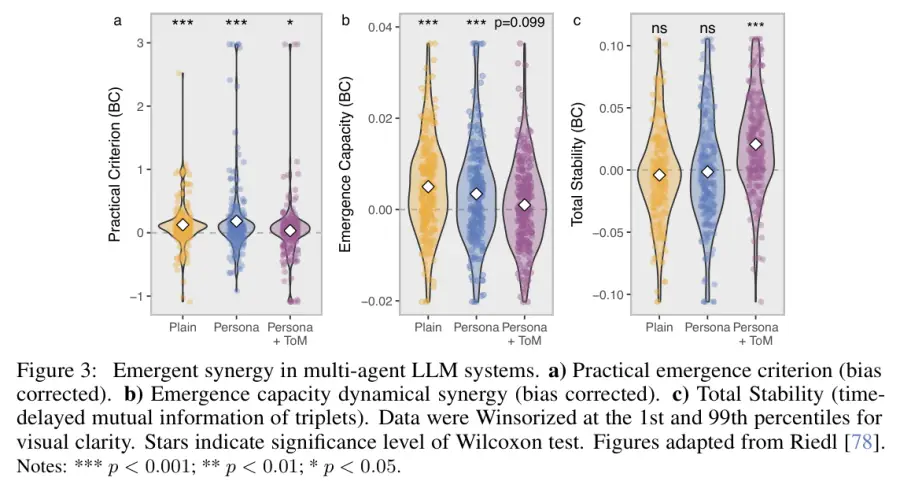 a
***
***
*
Practical Criterion (BC)
3
2
1
0
−1
Plain
Persona
Persona
+ ToM
b
***
***
p=0.099
Emergence Capacity (BC)
0.04
0.02
0.00
−0.02
Plain
Persona
Persona
+ ToM
c
ns
ns
***
Total Stability (BC)
0.10
0.05
0.00
−0.05
−0.10
Plain
Persona
Persona
+ ToM
Figure 3: Emergent synergy in multi-agent LLM systems. a) Practical emergence criterion (bias
corrected). b) Emergence capacity dynamical synergy (bias corrected). c) Total Stability (time-
delayed mutual information of triplets). Data were Winsorized at the 1st and 99th percentiles for
visual clarity. Stars indicate significance level of Wilcoxon test. Figures adapted from Riedl [78].
Notes: *** p < 0.001; ** p < 0.01; * p < 0.05.